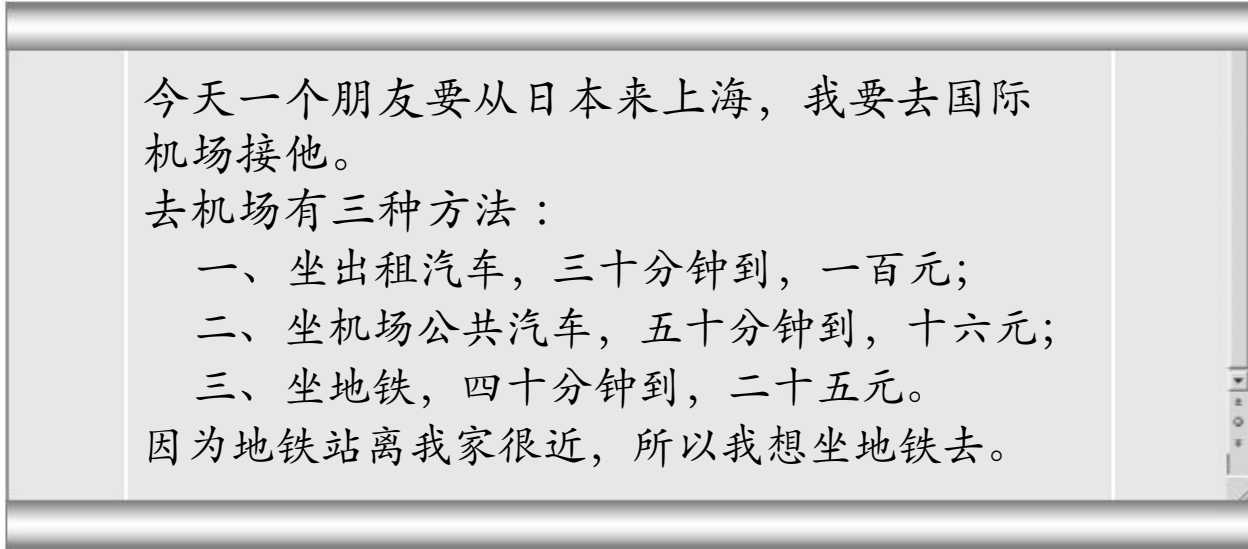 今天一个朋友要从日本来上海，我要去国际
机场接他。
去机场有三种方法：
一、坐出租汽车，三十分钟到，一百元；
二、坐机场公共汽车，五十分钟到，十六元；
三、坐地铁，四十分钟到，二十五元。
因为地铁站离我家很近，所以我想坐地铁去。